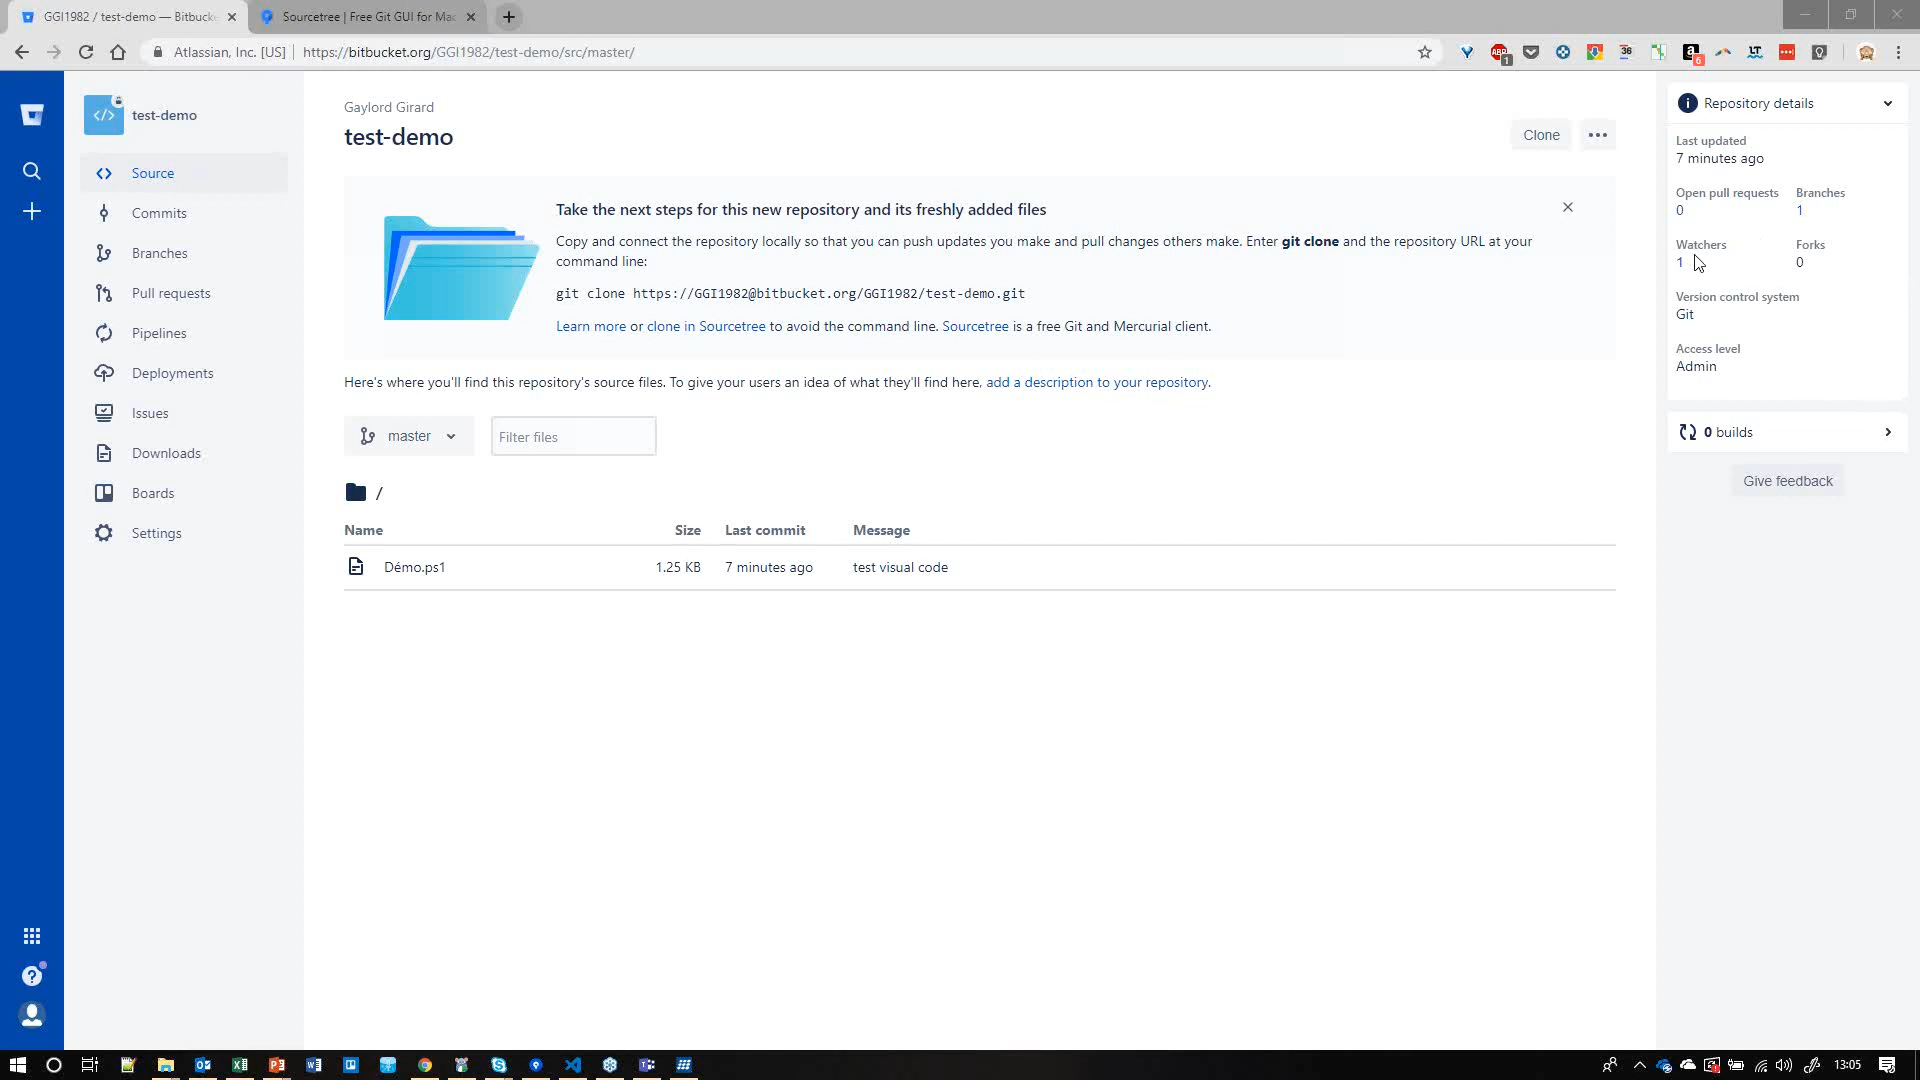 GGI1982 / test-demo — Bitbucke
Sourcetree | Free Git GUI for Mac
Atlassian, Inc. [US]
https://bitbucket.org/GGI1982/test-demo/src/master/
1
36
6
test-demo
Source
Commits
Branches
Pull requests
Pipelines
Deployments
Issues
Downloads
Boards
Settings
Gaylord Girard
test-demo
Clone
Take the next steps for this new repository and its freshly added files
Copy and connect the repository locally so that you can push updates you make and pull changes others make. Enter git clone and the repository URL at your
command line:
git clone https://GGI1982@bitbucket.org/GGI1982/test-demo.git
Learn more or clone in Sourcetree to avoid the command line. Sourcetree is a free Git and Mercurial client.
Here's where you'll find this repository's source files. To give your users an idea of what they'll find here, add a description to your repository.
master
Filter files
/
Name Size Last commit Message
Démo.ps1 1.25 KB 7 minutes ago test visual code
Repository details
Last updated
7 minutes ago
Open pull requests Branches
0 1
Watchers Forks
1 0
Version control system
Git
Access level
Admin
0 builds
Give feedback
13:05